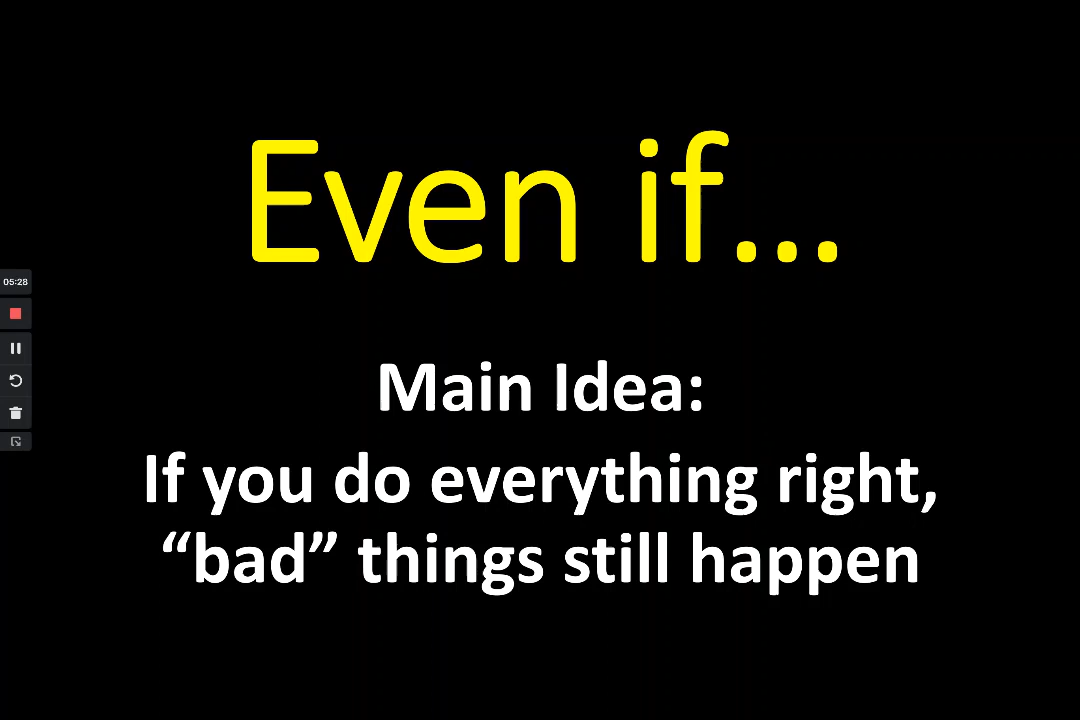 Even if...
05:28
Main Idea:
If you do everything right,
“bad” things still happen